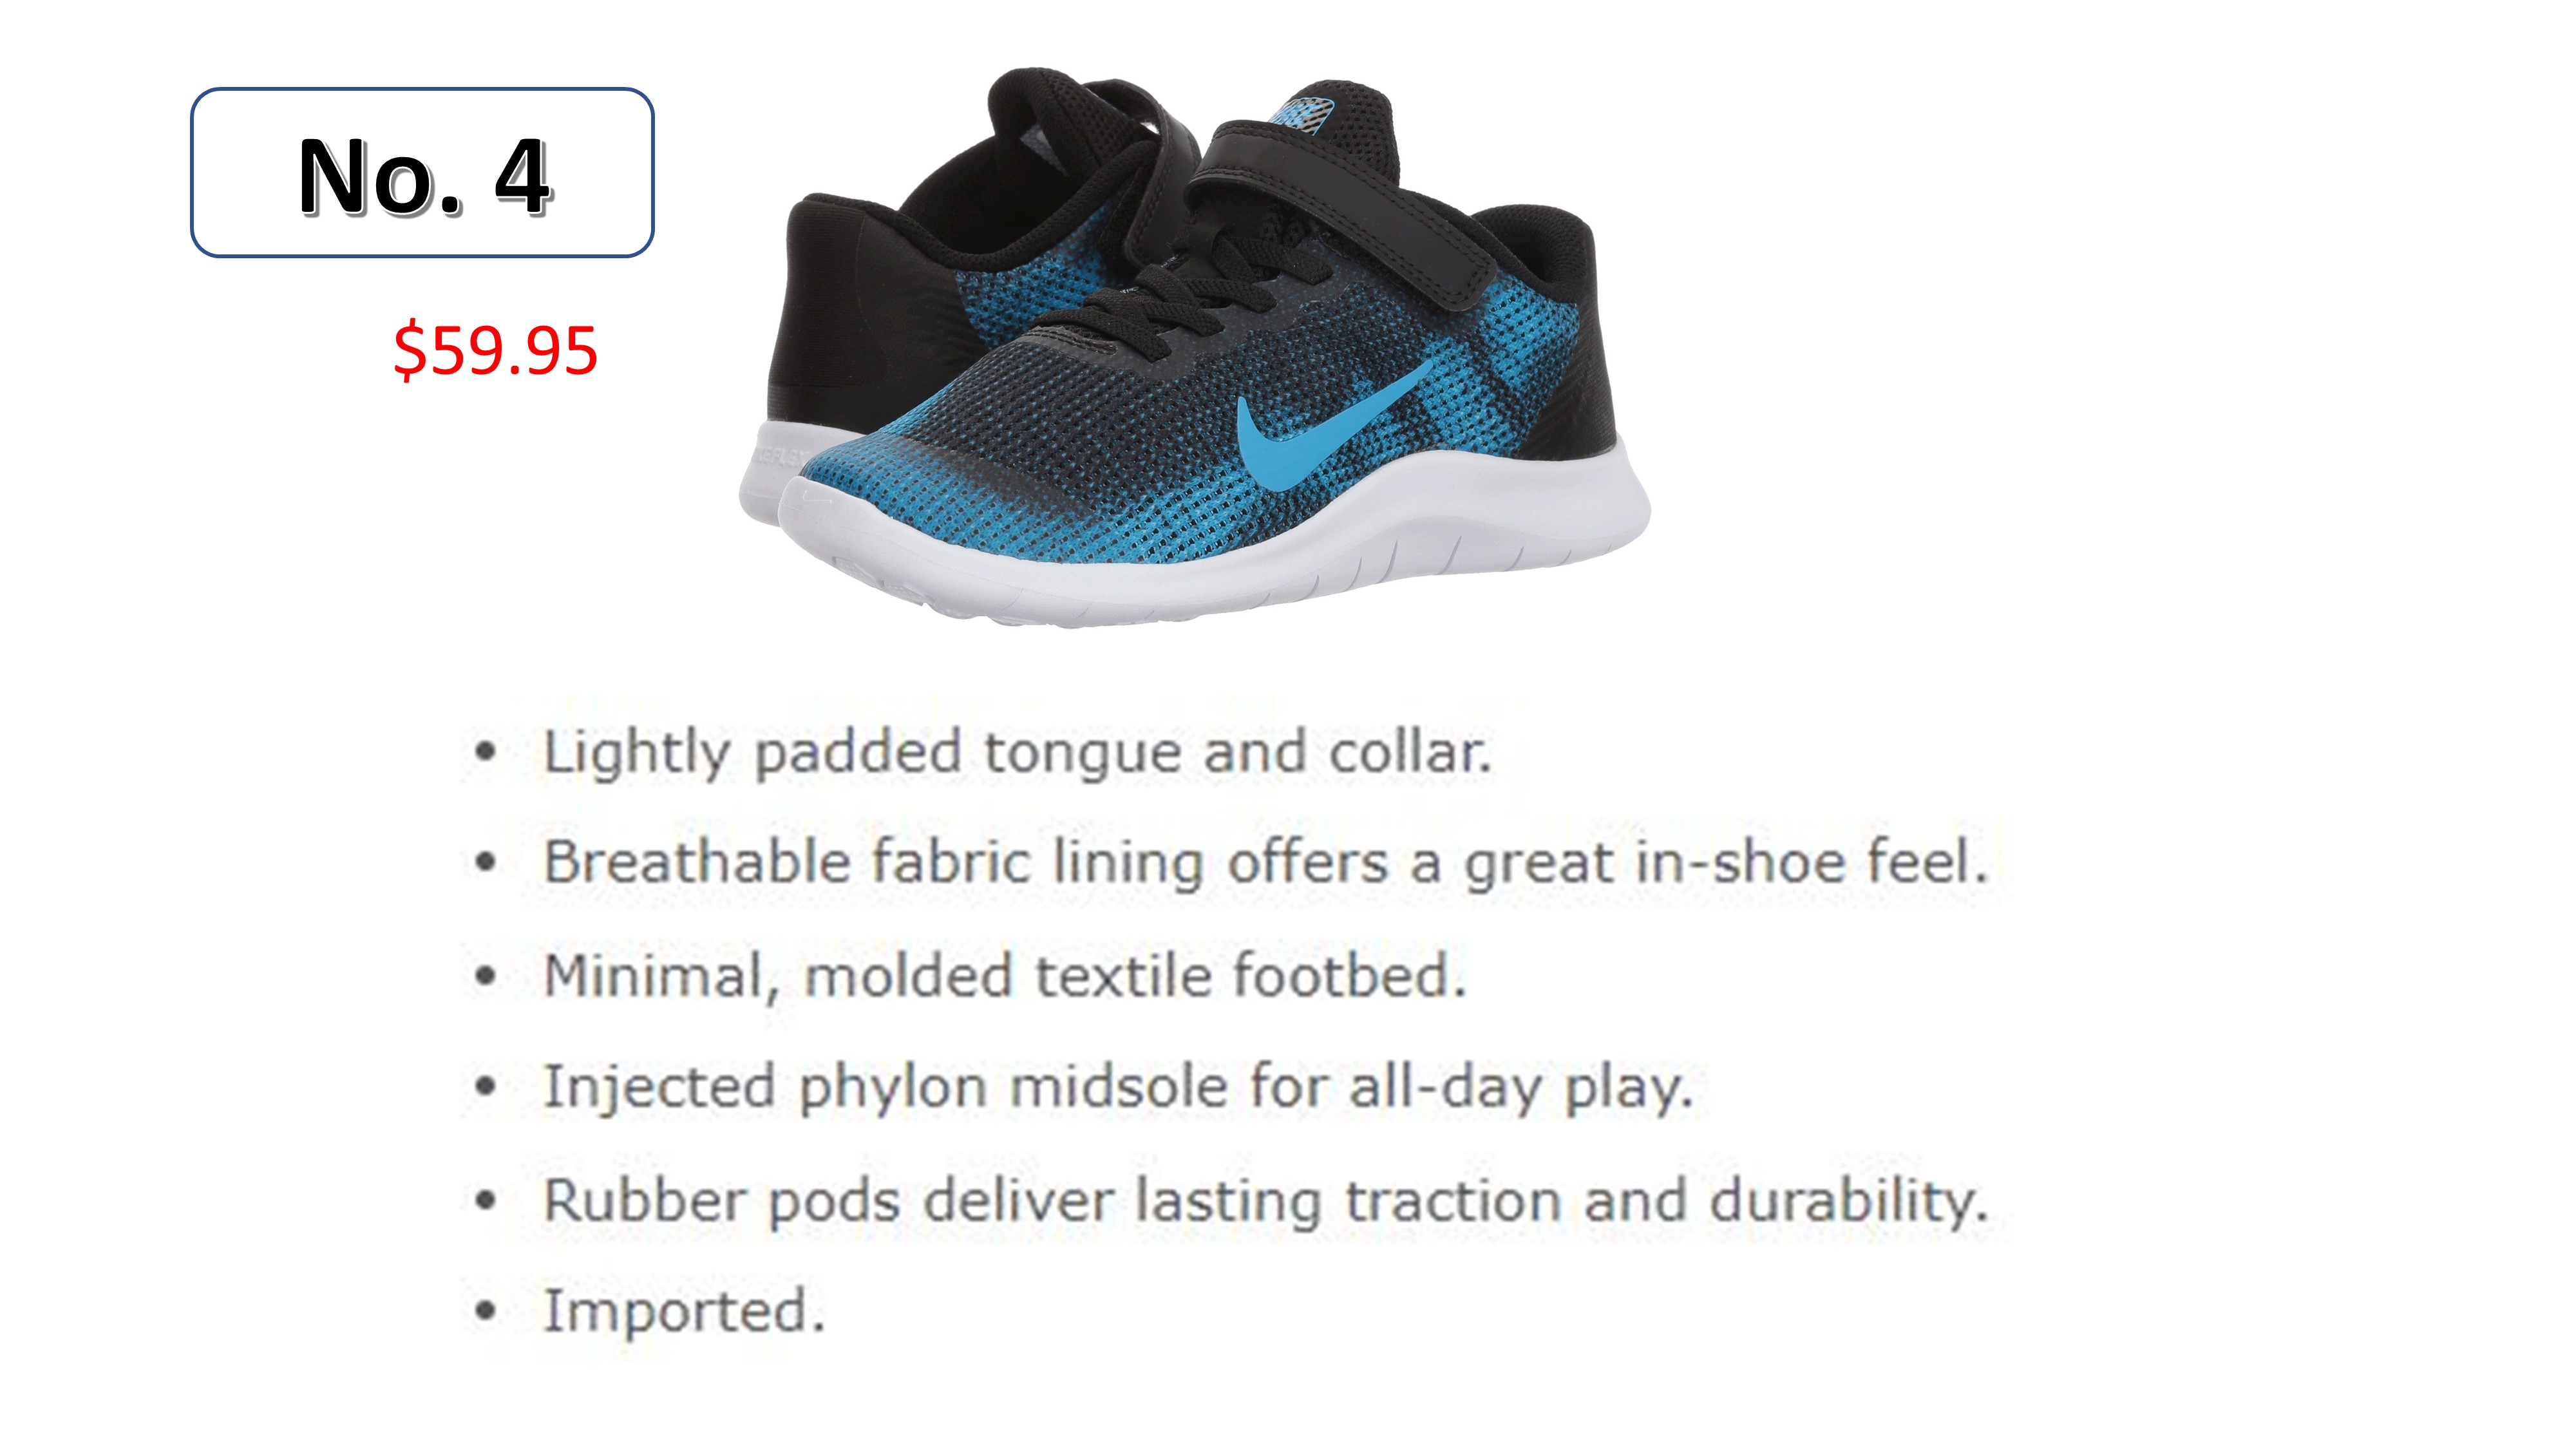 No. 4
$59.95
• Lightly padded tongue and collar.
• Breathable fabric lining offers a great in-shoe feel.
• Minimal, molded textile footbed.
• Injected phylon midsole for all-day play.
• Rubber pods deliver lasting traction and durability.
• Imported.